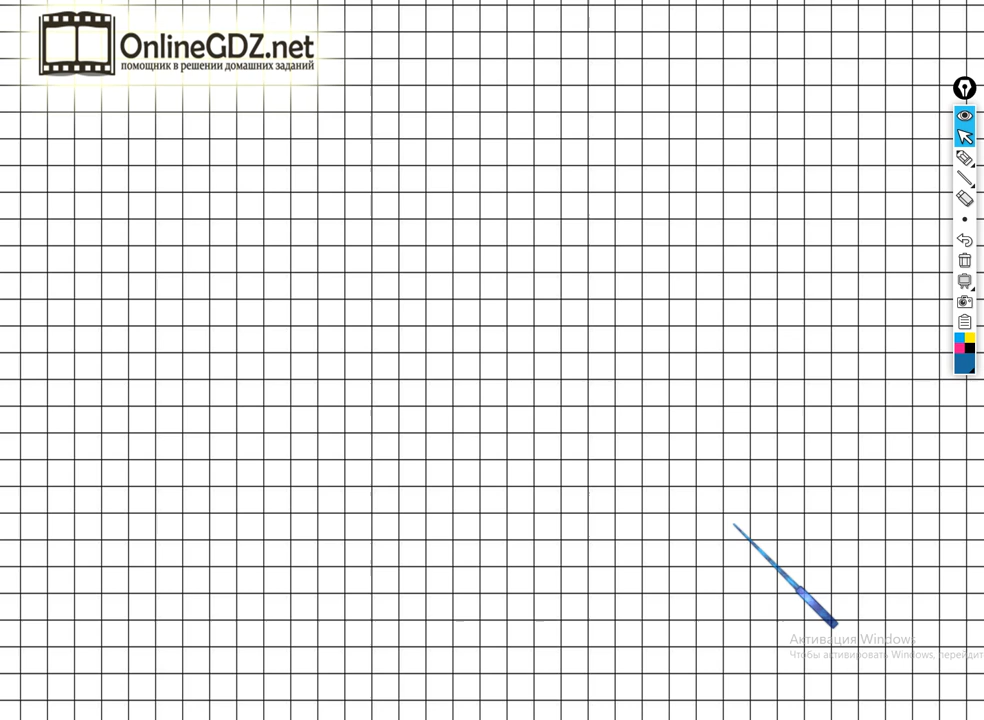 OnlineGDZ.net
помощник в решении домашних заданий
Активация Windows
Чтобы активировать Windows, перейдит